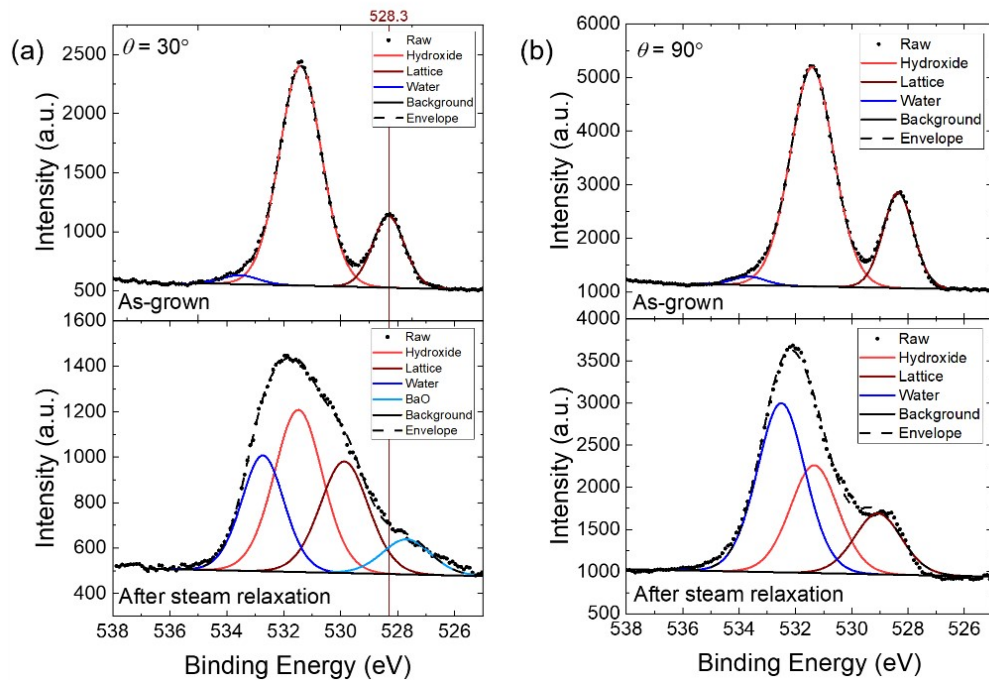 528.3
(a)
θ = 30°
Raw
Hydroxide
Lattice
Water
Background
Envelope
2500
2000
1500
1000
500
Intensity (a.u.)
As-grown
1600
1400
1200
1000
800
600
400
Intensity (a.u.)
Raw
Hydroxide
Lattice
Water
BaO
Background
Envelope
After steam relaxation
538 536 534 532 530 528 526
Binding Energy (eV)
(b)
θ = 90°
Raw
Hydroxide
Lattice
Water
Background
Envelope
6000
5000
4000
3000
2000
1000
Intensity (a.u.)
As-grown
4000
3500
3000
2500
2000
1500
1000
500
Intensity (a.u.)
Raw
Hydroxide
Lattice
Water
Background
Envelope
After steam relaxation
538 536 534 532 530 528 526
Binding Energy (eV)